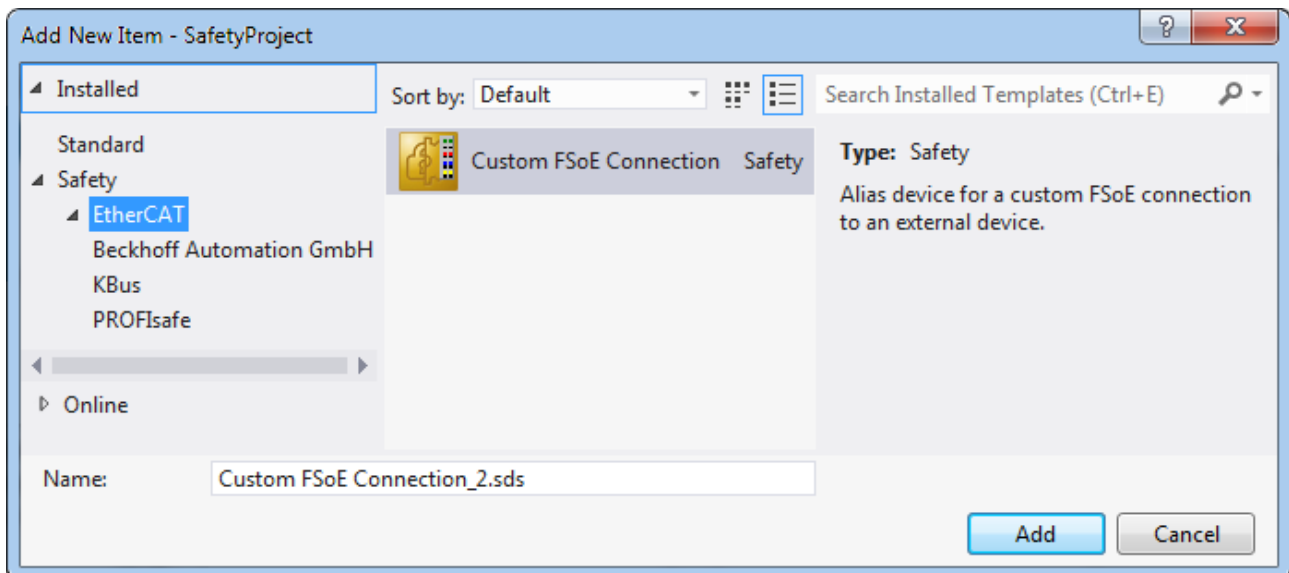 Add New Item - SafetyProject
Installed
Sort by: Default
Search Installed Templates (Ctrl+E)
Standard
Safety
EtherCAT
Beckhoff Automation GmbH
KBus
PROFIsafe
Online
Custom FSoE Connection Safety
Type: Safety
Alias device for a custom FSoE connection
to an external device.
Name: Custom FSoE Connection_2.sds
Add Cancel